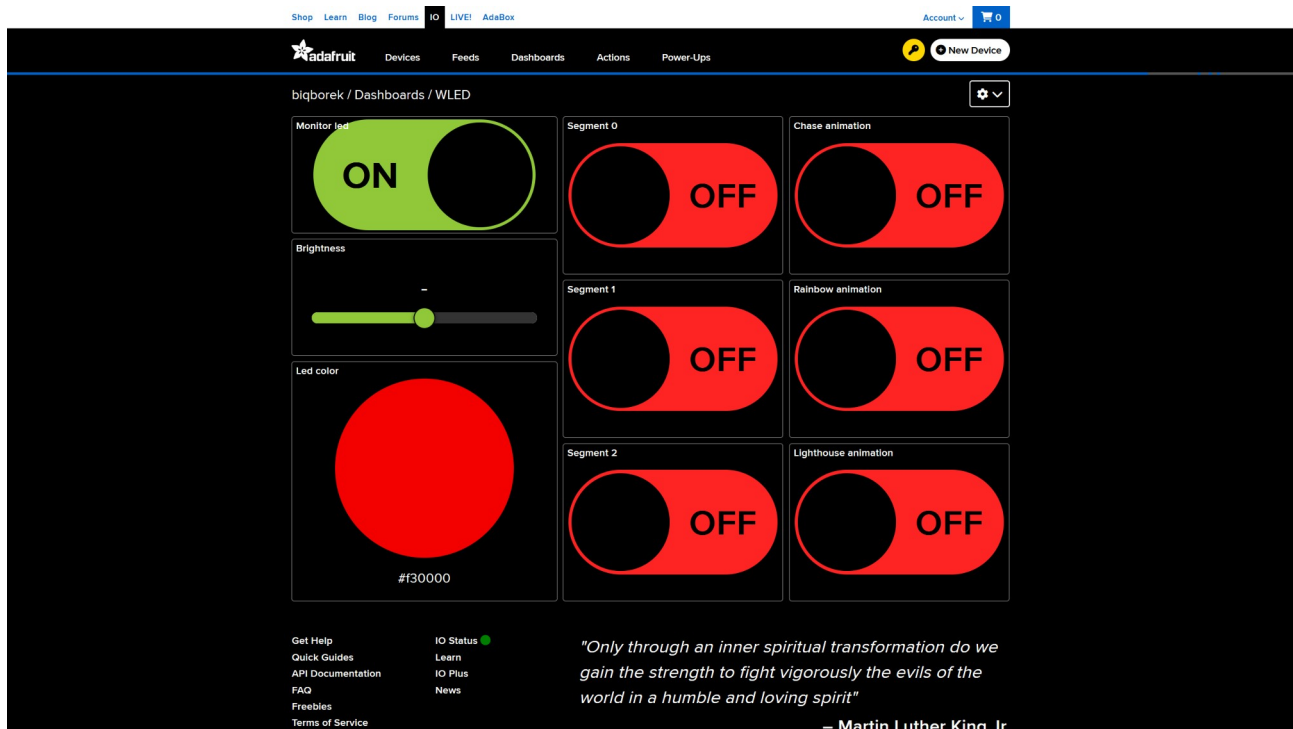 Shop Learn Blog Forums IO LIVE! AdaBox Account 0
adafruit Devices Feeds Dashboards Actions Power-Ups New Device
biqborek / Dashboards / WLED
Monitor led
ON
Segment 0
OFF
Chase animation
OFF
Brightness
–
Segment 1
OFF
Rainbow animation
OFF
Led color
#f30000
Segment 2
OFF
Lighthouse animation
OFF
Get Help
Quick Guides
API Documentation
FAQ
Freebies
Terms of Service
IO Status
Learn
IO Plus
News
"Only through an inner spiritual transformation do we
gain the strength to fight vigorously the evils of the
world in a humble and loving spirit"
– Martin Luther King, Jr